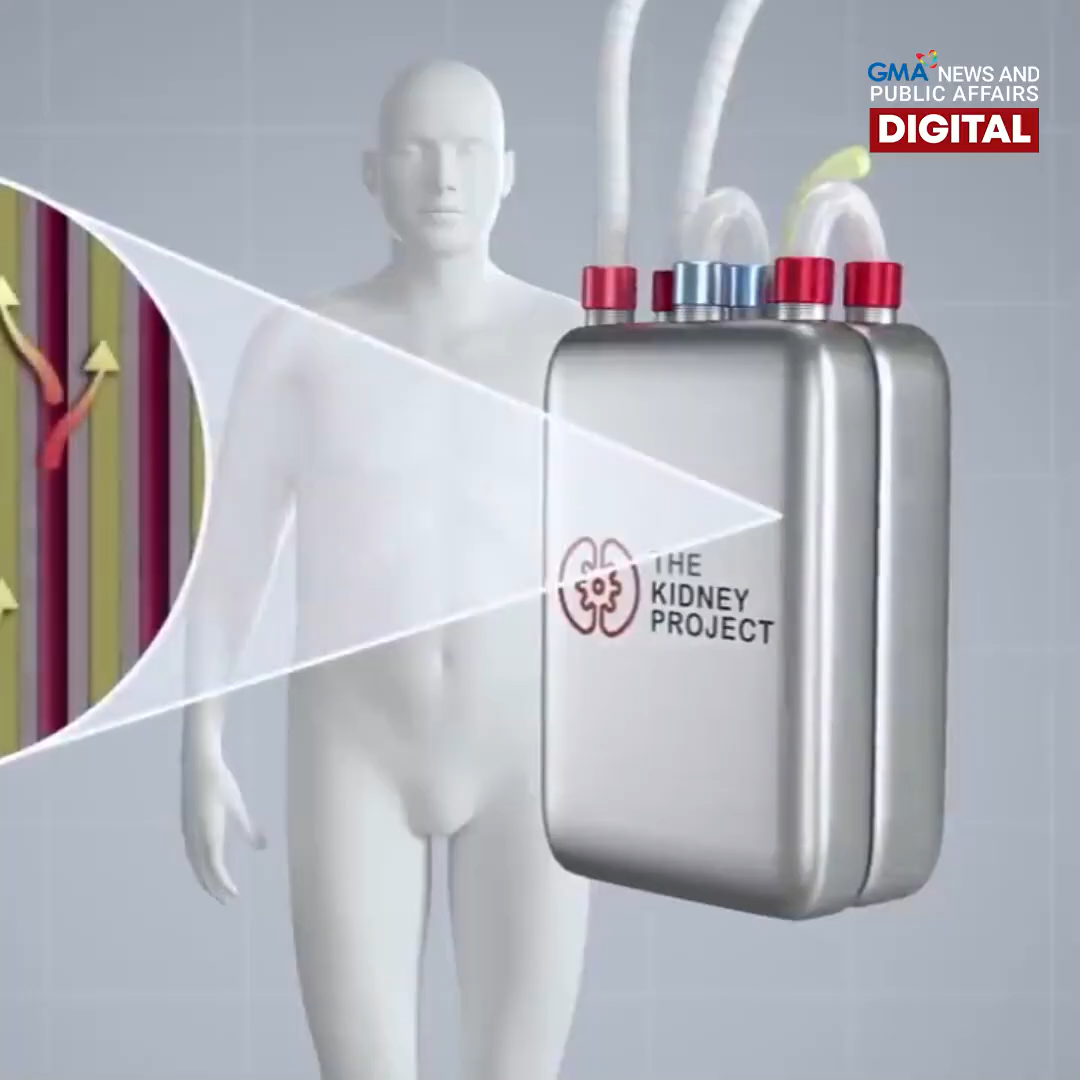 GMA NEWS AND
PUBLIC AFFAIRS
DIGITAL
THE
KIDNEY
PROJECT